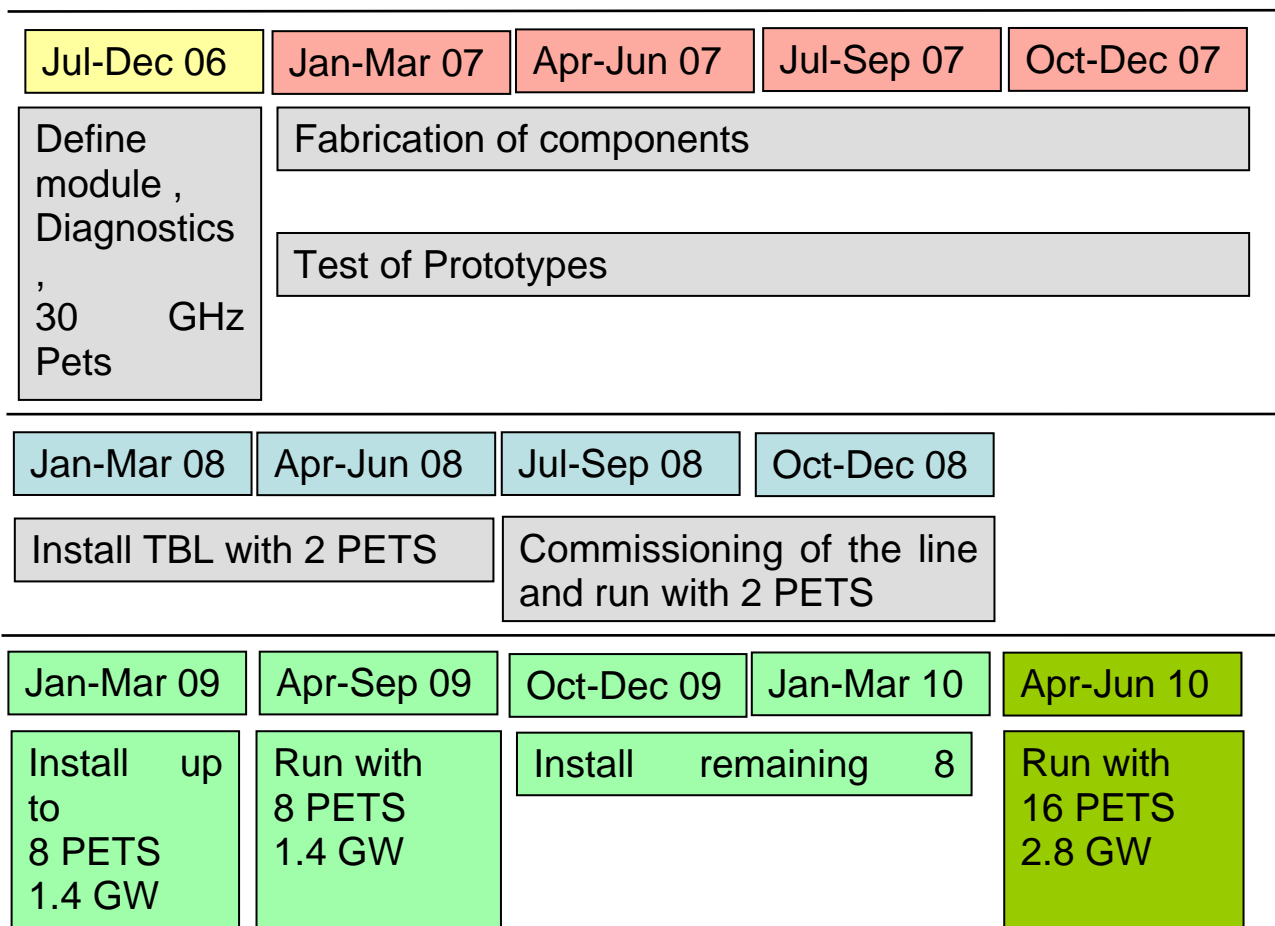 Jul-Dec 06
Jan-Mar 07
Apr-Jun 07
Jul-Sep 07
Oct-Dec 07
Define
module ,
Diagnostics
,
30 GHz
Pets
Fabrication of components
Test of Prototypes
Jan-Mar 08
Apr-Jun 08
Jul-Sep 08
Oct-Dec 08
Install TBL with 2 PETS
Commissioning of the line
and run with 2 PETS
Jan-Mar 09
Apr-Sep 09
Oct-Dec 09
Jan-Mar 10
Apr-Jun 10
Install up
to
8 PETS
1.4 GW
Run with
8 PETS
1.4 GW
Install remaining 8
Run with
16 PETS
2.8 GW